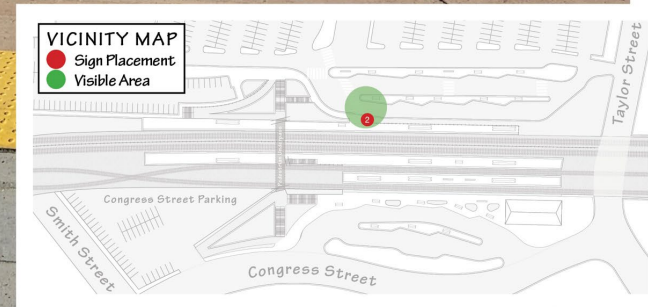 VICINITY MAP
Sign Placement
Visible Area
2
Taylor Street
Congress Street Parking
Smith Street
Congress Street